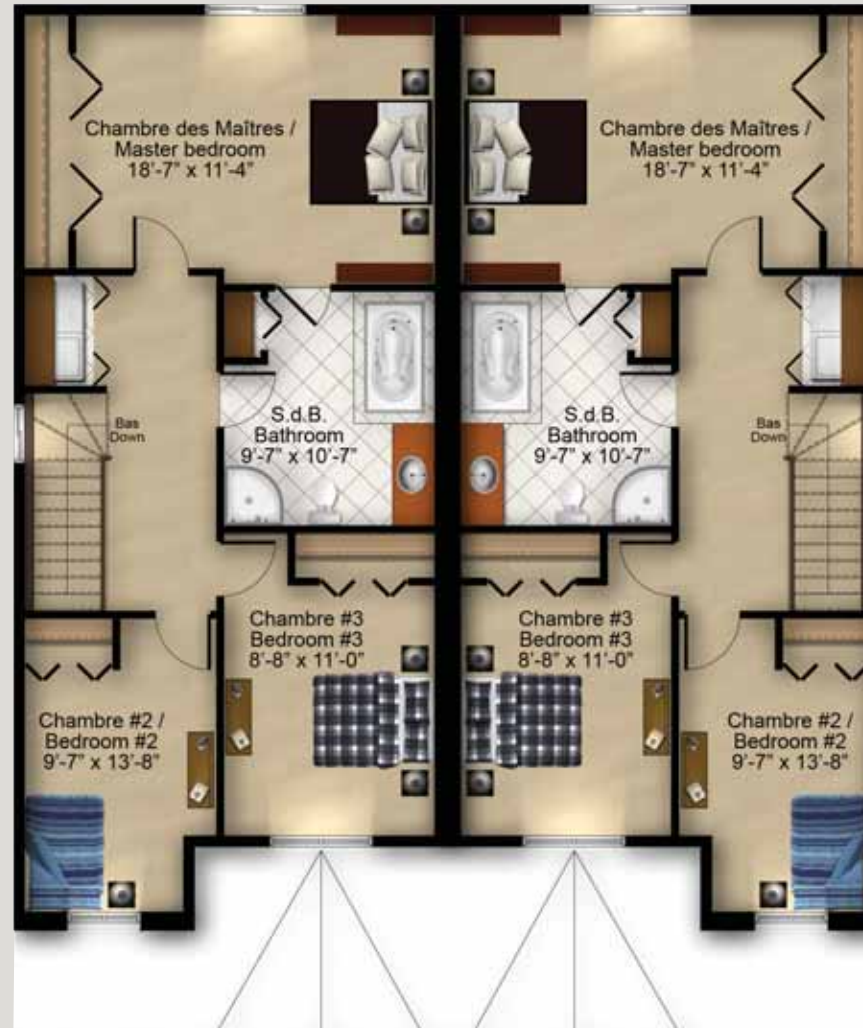 Chambre des Maîtres /
Master bedroom
18'-7" x 11'-4"
Chambre des Maîtres /
Master bedroom
18'-7" x 11'-4"
Bas
Down
S.d.B.
Bathroom
9'-7" x 10'-7"
S.d.B.
Bathroom
9'-7" x 10'-7"
Bas
Down
Chambre #3
Bedroom #3
8'-8" x 11'-0"
Chambre #3
Bedroom #3
8'-8" x 11'-0"
Chambre #2 /
Bedroom #2
9'-7" x 13'-8"
Chambre #2 /
Bedroom #2
9'-7" x 13'-8"